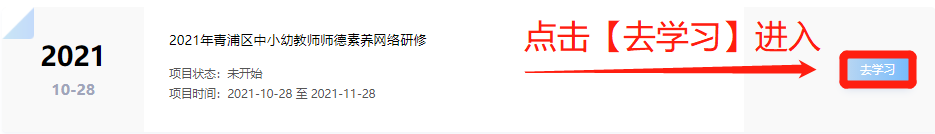 2021
10-28
2021年青浦区中小幼教师师德素养网络研修
项目状态：未开始
项目时间：2021-10-28 至 2021-11-28
点击【去学习】进入
去学习